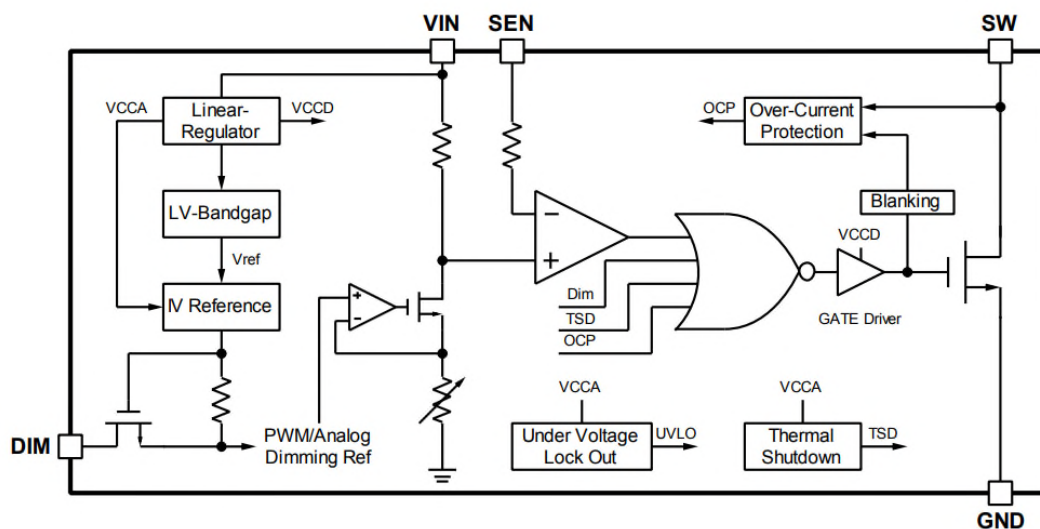 VIN
SEN
SW
VCCA
Linear-
Regulator
VCCD
OCP
Over-Current
Protection
LV-Bandgap
Blanking
Vref
VCCD
IV Reference
+
-
-
+
Dim
TSD
OCP
GATE Driver
DIM
PWM/Analog
Dimming Ref
VCCA
Under Voltage
Lock Out
UVLO
VCCA
Thermal
Shutdown
TSD
GND